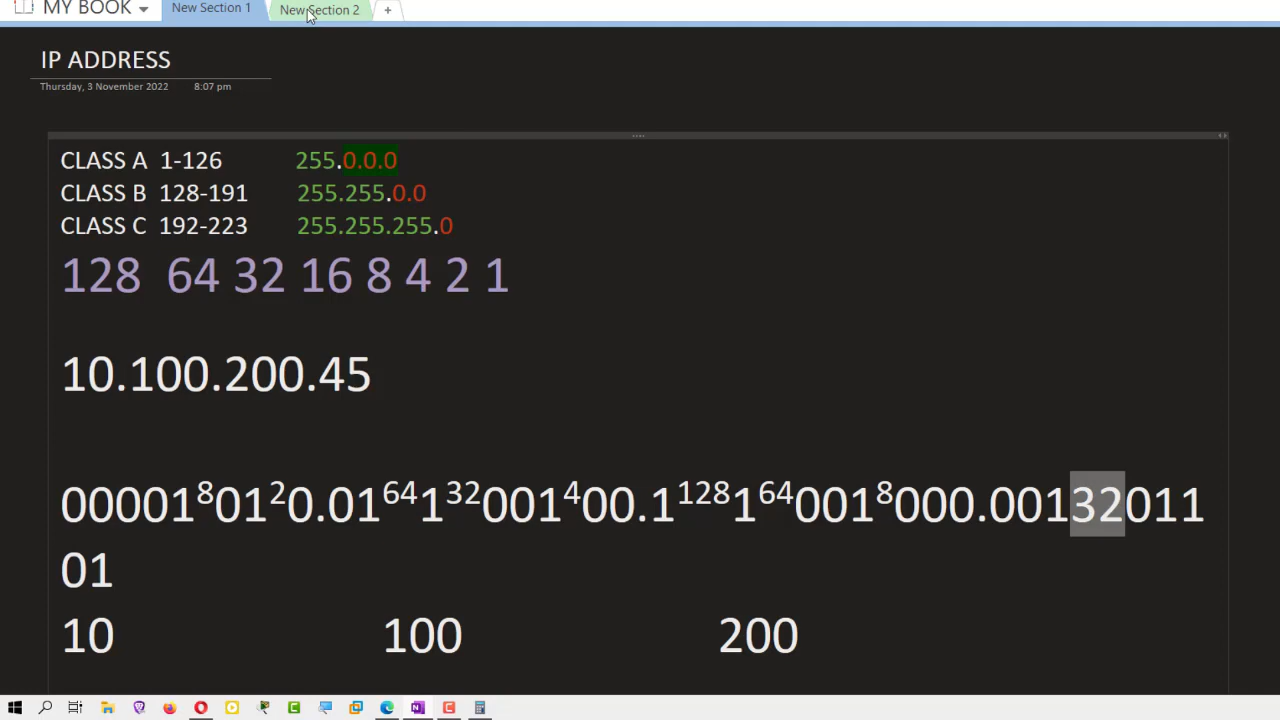 MY BOOK New Section 1 New Section 2 +
IP ADDRESS
Thursday, 3 November 2022 8:07 pm
CLASS A 1-126 255.0.0.0
CLASS B 128-191 255.255.0.0
CLASS C 192-223 255.255.255.0
128 64 32 16 8 4 2 1
10.100.200.45
00001⁸01²0.01⁶⁴1³²001⁴00.1¹²⁸1⁶⁴001⁸000.00132011
01
10 100 200